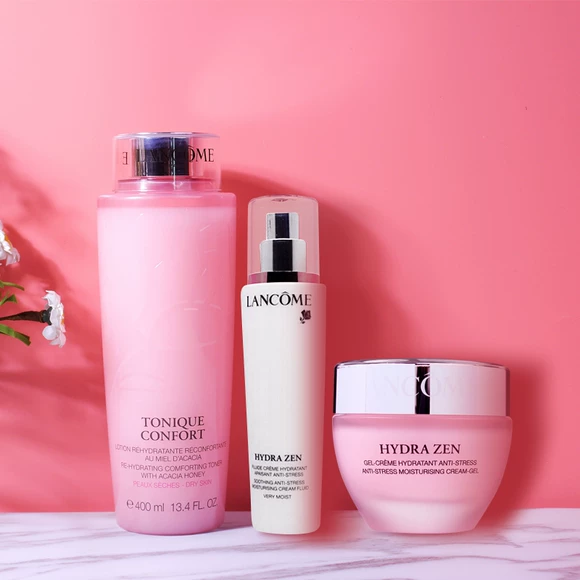 LANCÔME
TONIQUE
CONFORT
LOTION RÉHYDRATANTE RÉCONFORTANTE
AU MIEL D'ACACIA
RE-HYDRATING COMFORTING TONER
WITH ACACIA HONEY
PEAUX SÈCHES - DRY SKIN
℮400 ml 13.4 FL. OZ.
LANCÔME
HYDRA ZEN
FLUIDE CRÈME HYDRATANT
APAISANT ANTI-STRESS
SOOTHING ANTI-STRESS
MOISTURISING CREAM FLUID
VERY MOIST
NCÔME
HYDRA ZEN
GEL-CRÈME HYDRATANT ANTI-STRESS
ANTI-STRESS MOISTURISING CREAM-GEL